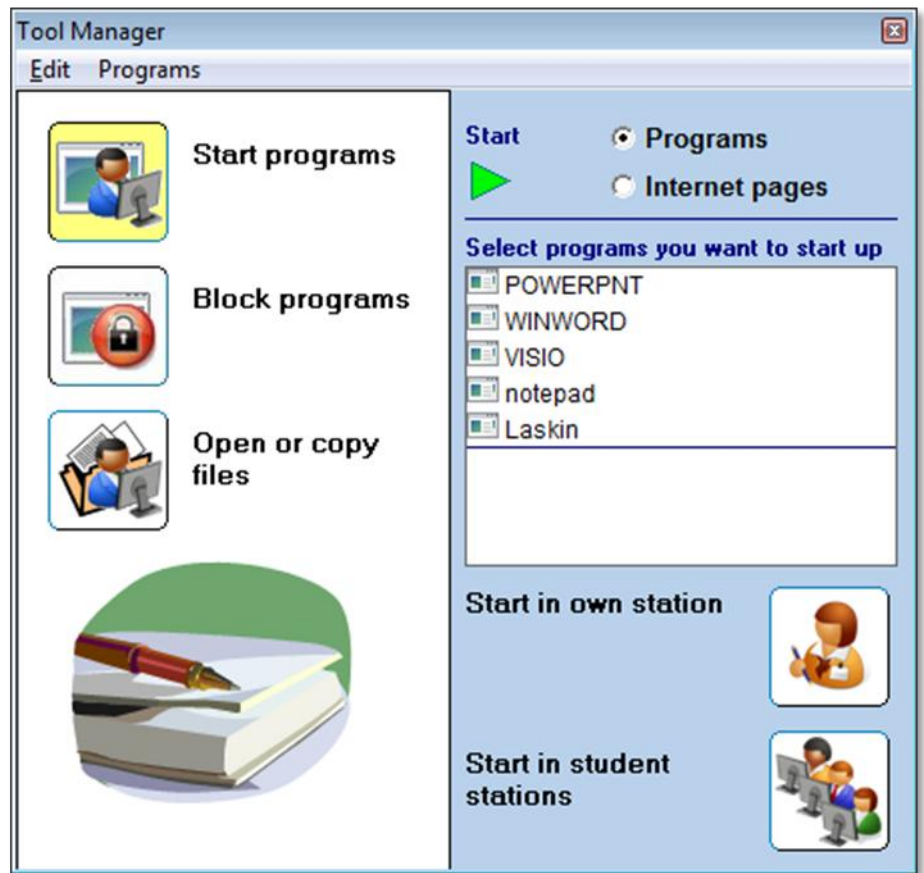 Tool Manager
Edit Programs
Start programs
Block programs
Open or copy
files
Start
Programs
Internet pages
Select programs you want to start up
POWERPNT
WINWORD
VISIO
notepad
Laskin
Start in own station
Start in student
stations